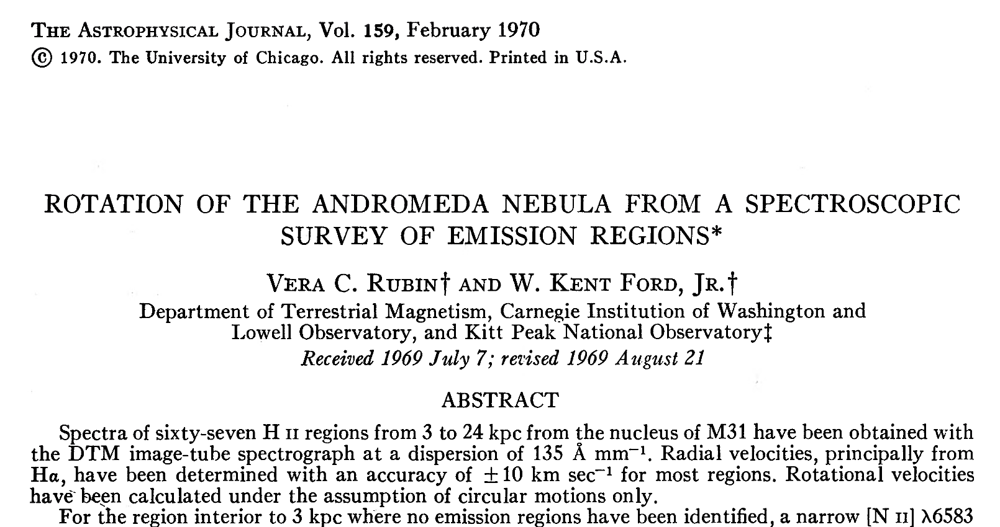 THE ASTROPHYSICAL JOURNAL, Vol. 159, February 1970
© 1970. The University of Chicago. All rights reserved. Printed in U.S.A.
ROTATION OF THE ANDROMEDA NEBULA FROM A SPECTROSCOPIC
SURVEY OF EMISSION REGIONS*
VERA C. RUBIN† AND W. KENT FORD, JR.†
Department of Terrestrial Magnetism, Carnegie Institution of Washington and
Lowell Observatory, and Kitt Peak National Observatory‡
Received 1969 July 7; revised 1969 August 21
ABSTRACT
Spectra of sixty-seven H II regions from 3 to 24 kpc from the nucleus of M31 have been obtained with
the DTM image-tube spectrograph at a dispersion of 135 Å mm⁻¹. Radial velocities, principally from
Hα, have been determined with an accuracy of ±10 km sec⁻¹ for most regions. Rotational velocities
have been calculated under the assumption of circular motions only.
For the region interior to 3 kpc where no emission regions have been identified, a narrow [N II] λ6583